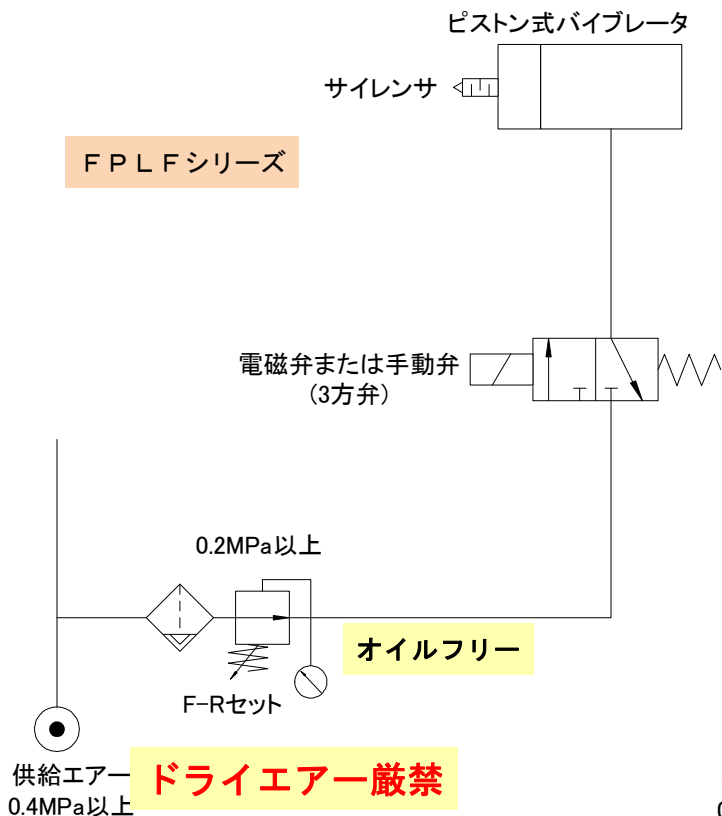 ピストン式バイブレータ
サイレンサ
ＦＰＬＦシリーズ
電磁弁または手動弁
(3方弁)
0.2MPa以上
オイルフリー
F-Rセット
供給エアー
0.4MPa以上
ドライエアー厳禁
0